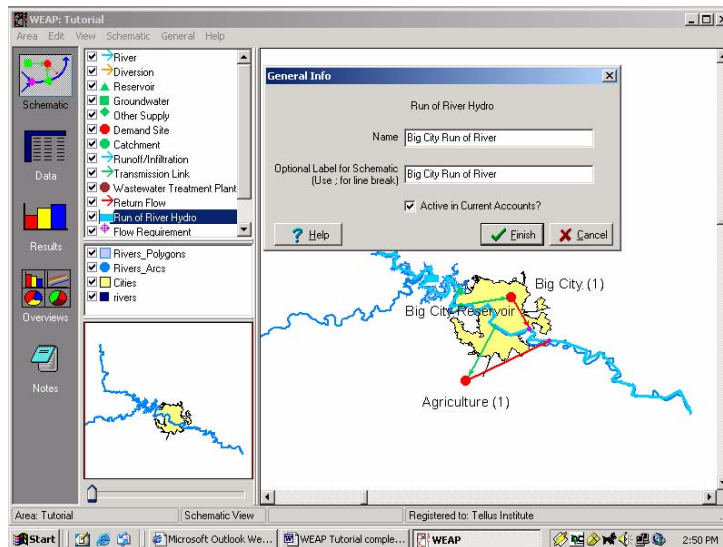 WEAP: Tutorial
Area Edit View Schematic General Help
Schematic
Data
Results
Overviews
Notes
River
Diversion
Reservoir
Groundwater
Other Supply
Demand Site
Catchment
Runoff/Infiltration
Transmission Link
Wastewater Treatment Plant
Return Flow
Run of River Hydro
Flow Requirement
Rivers_Polygons
Rivers_Arcs
Cities
rivers
General Info
Run of River Hydro
Name Big City Run of River
Optional Label for Schematic
(Use ; for line break) Big City Run of River
Active in Current Accounts?
? Help Finish Cancel
Big City (1)
Big City Reservoir
Agriculture (1)
Area: Tutorial Schematic View Registered to: Tellus Institute
Start Microsoft Outlook We... WEAP Tutorial comple... WEAP 2:50 PM